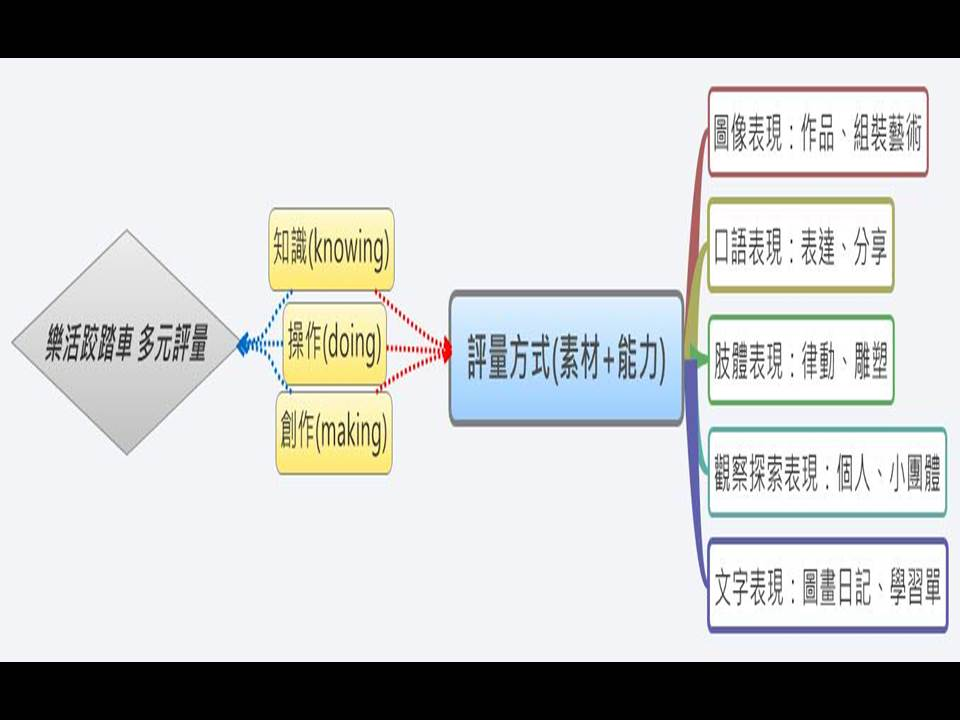 樂活跤踏車 多元評量
知識(knowing)
操作(doing)
創作(making)
評量方式(素材+能力)
圖像表現：作品、組裝藝術
口語表現：表達、分享
肢體表現：律動、雕塑
觀察探索表現：個人、小團體
文字表現：圖畫日記、學習單